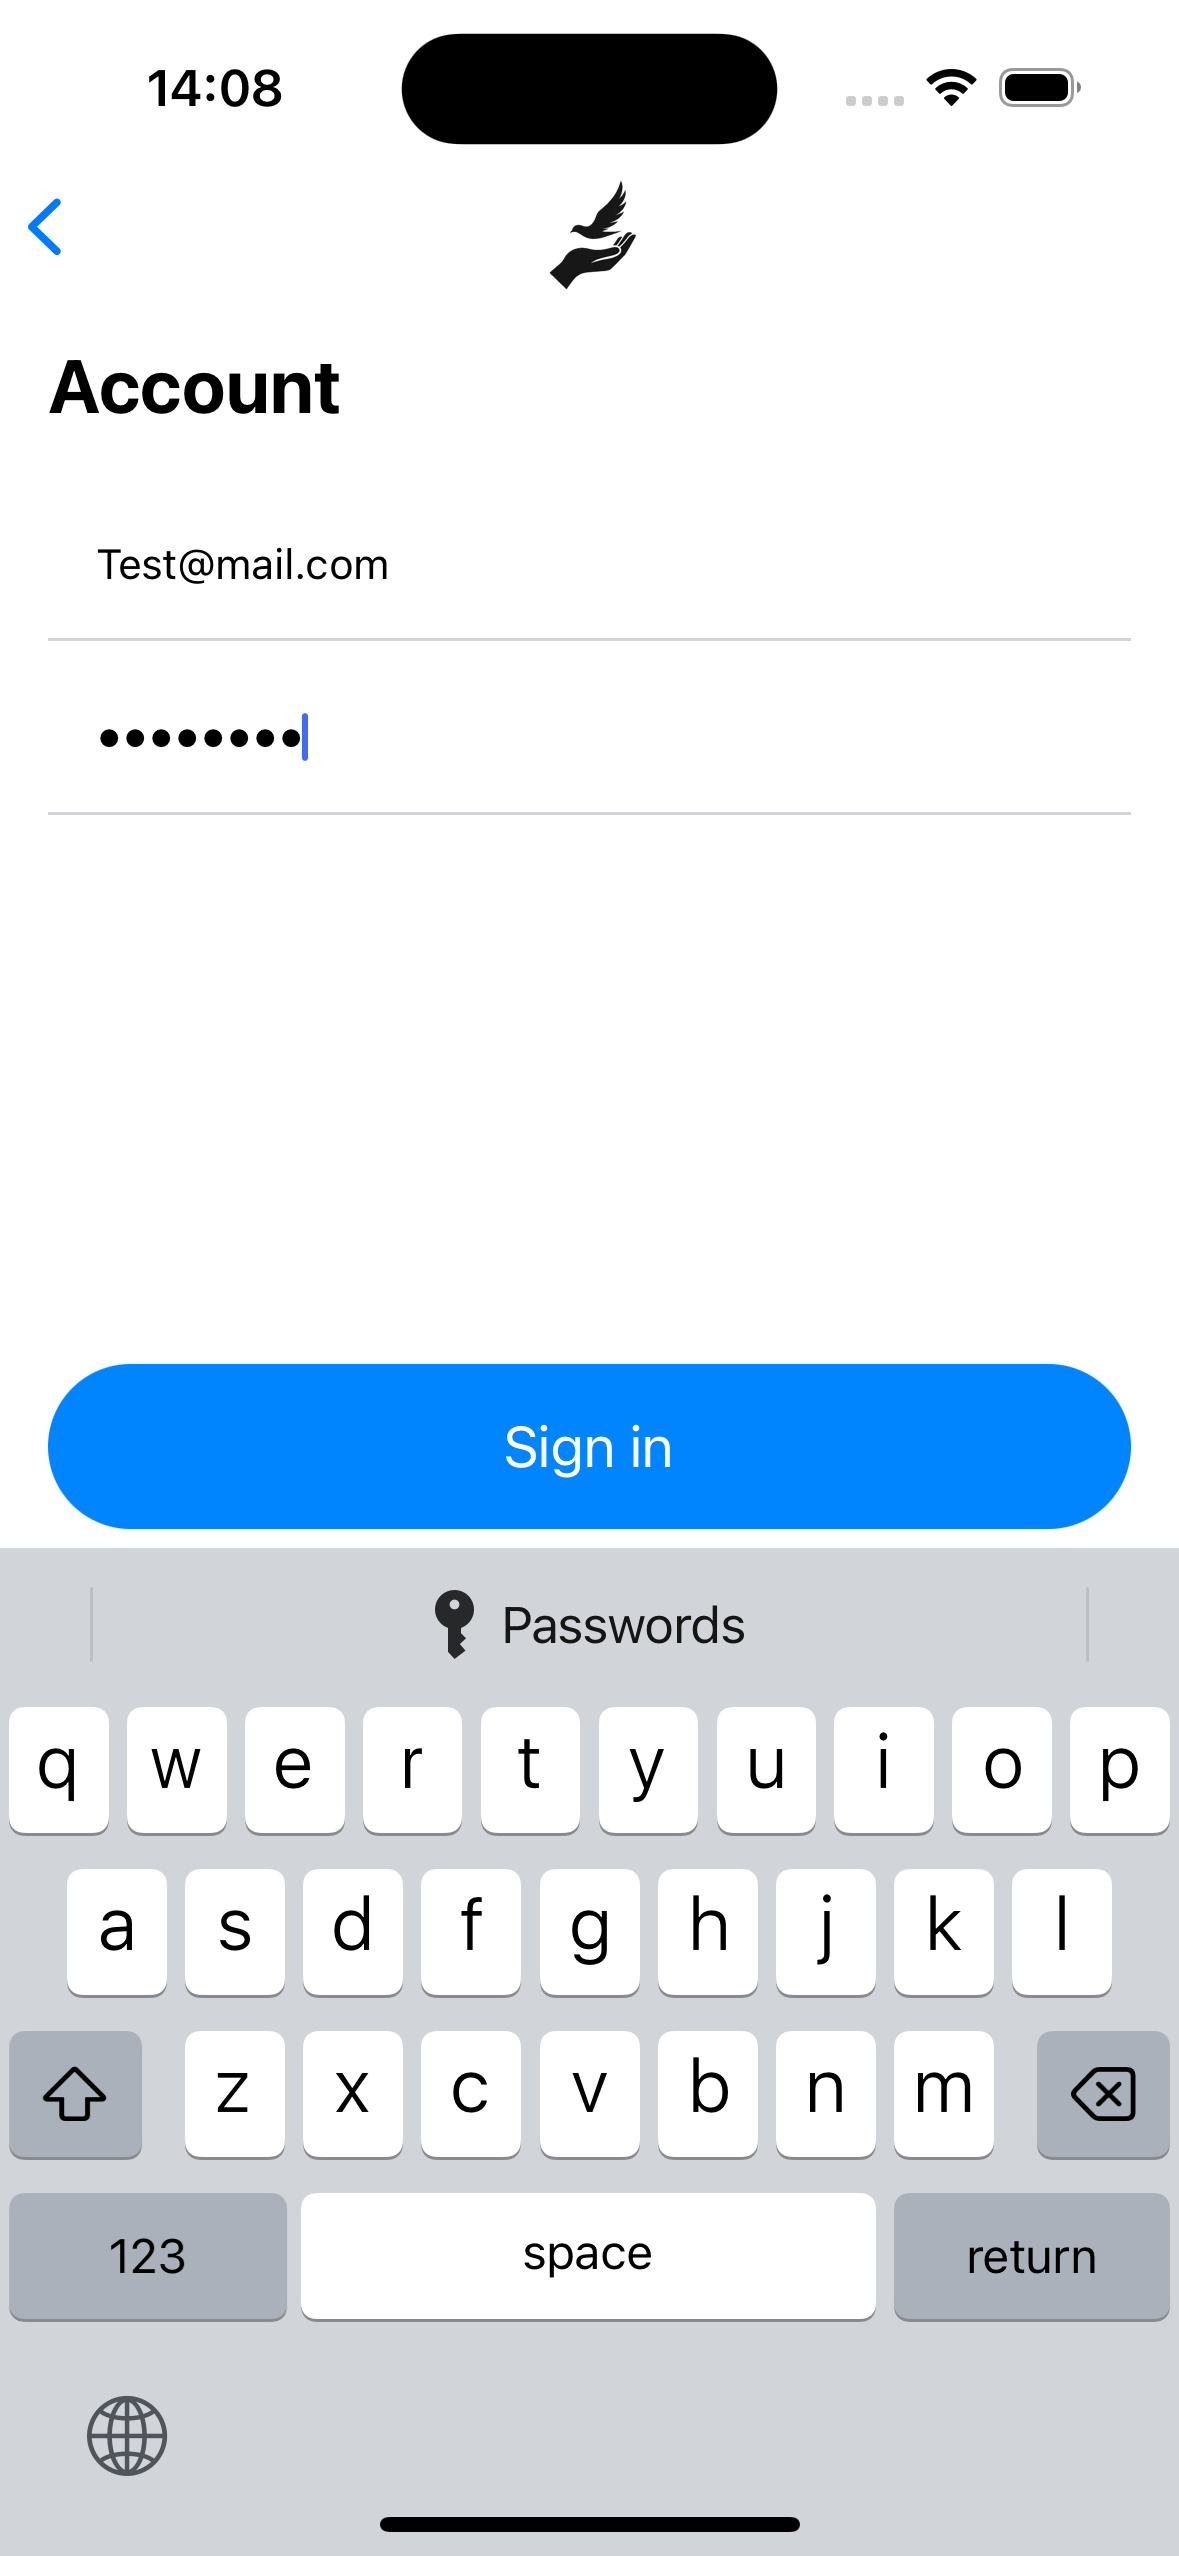 14:08
Account
Test@mail.com
••••••••
Sign in
Passwords
q w e r t y u i o p
a s d f g h j k l
z x c v b n m
123 space return